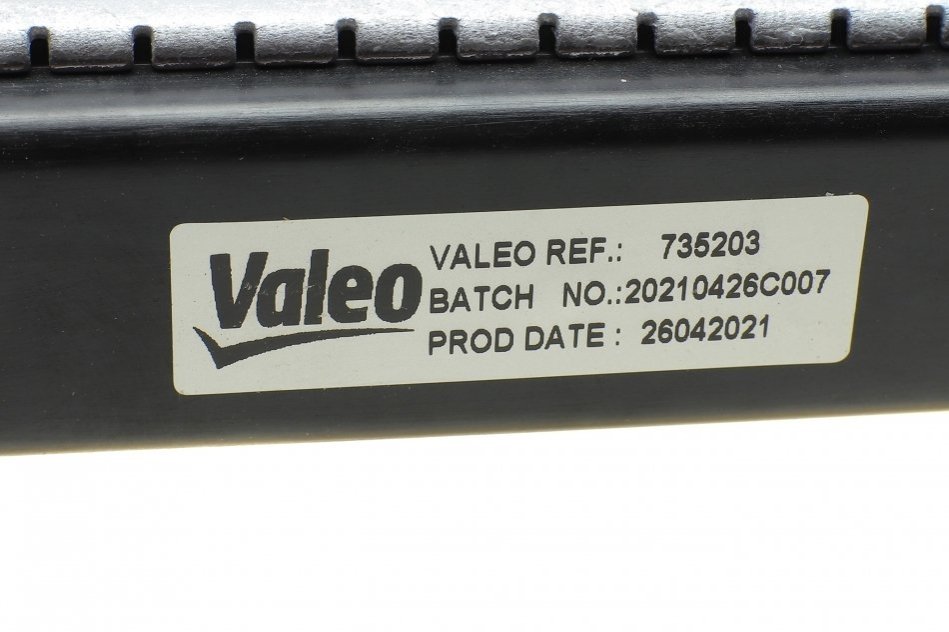 Valeo
VALEO REF.: 735203
BATCH NO.:20210426C007
PROD DATE : 26042021